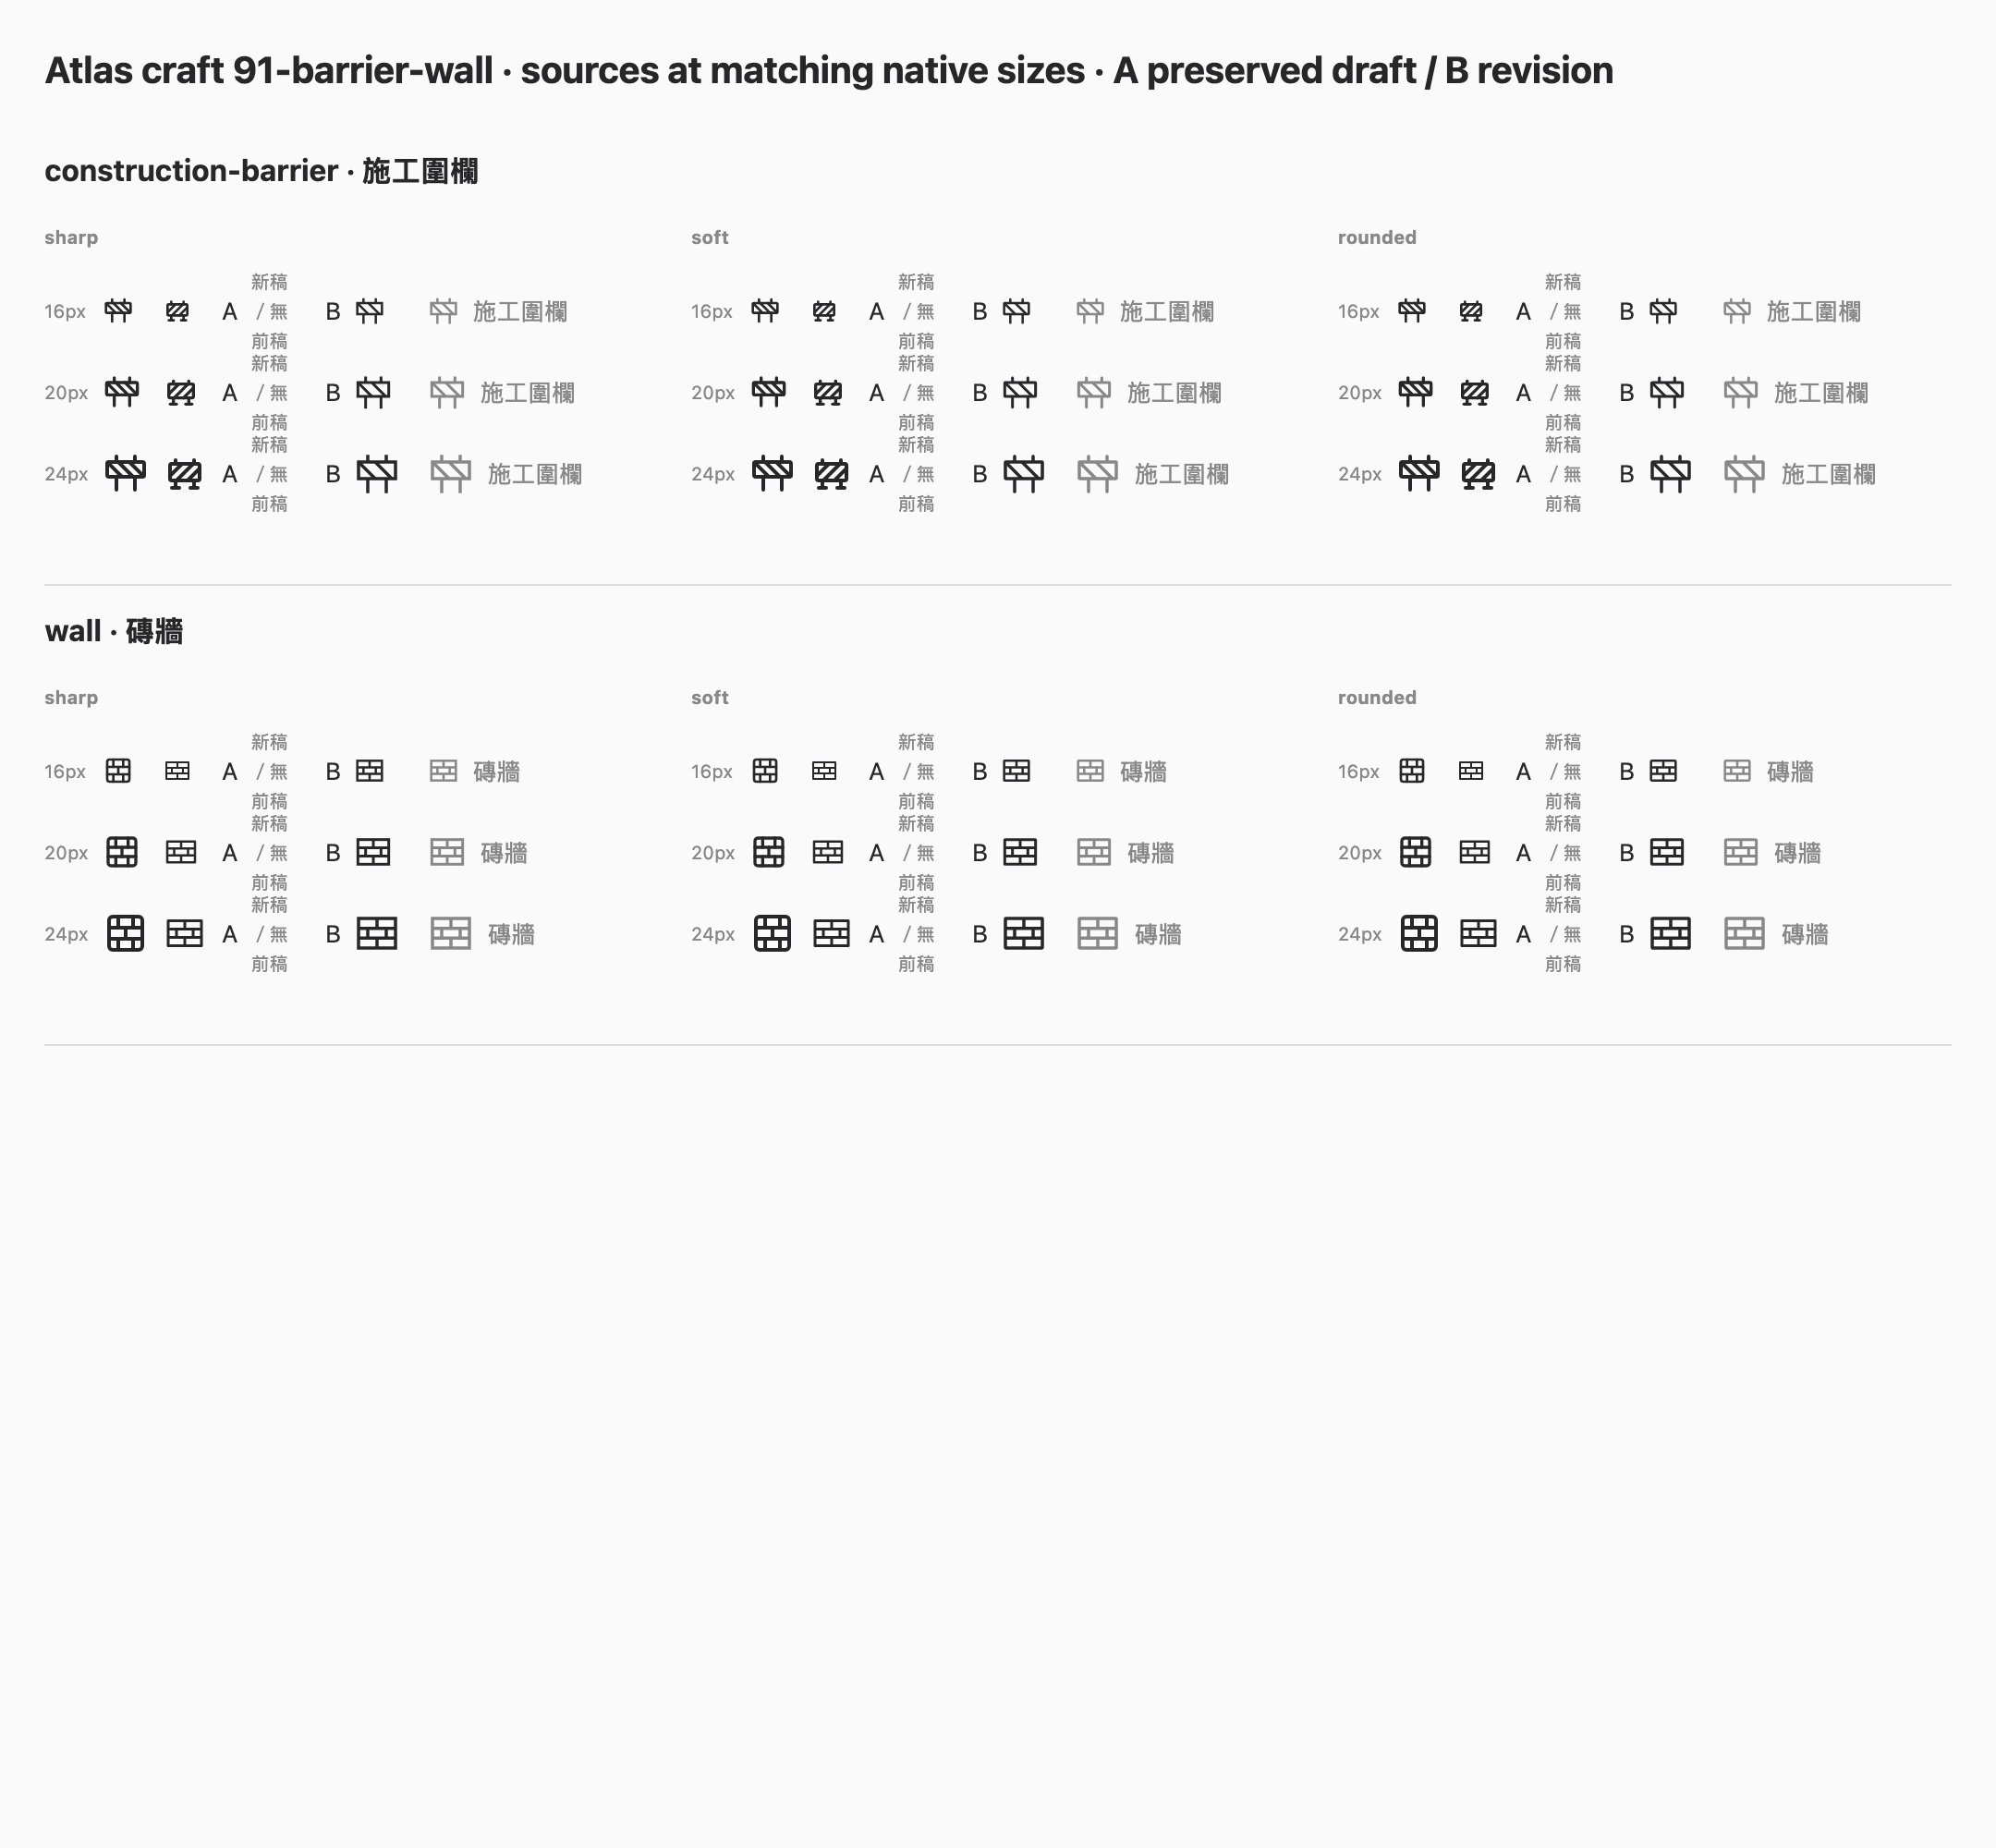 Atlas craft 91-barrier-wall · sources at matching native sizes · A preserved draft / B revision
construction-barrier · 施工圍欄
sharp
16px A 新稿 / 無前稿 B 施工圍欄
20px A 新稿 / 無前稿 B 施工圍欄
24px A 新稿 / 無前稿 B 施工圍欄
soft
16px A 新稿 / 無前稿 B 施工圍欄
20px A 新稿 / 無前稿 B 施工圍欄
24px A 新稿 / 無前稿 B 施工圍欄
rounded
16px A 新稿 / 無前稿 B 施工圍欄
20px A 新稿 / 無前稿 B 施工圍欄
24px A 新稿 / 無前稿 B 施工圍欄
wall · 磚牆
sharp
16px A 新稿 / 無前稿 B 磚牆
20px A 新稿 / 無前稿 B 磚牆
24px A 新稿 / 無前稿 B 磚牆
soft
16px A 新稿 / 無前稿 B 磚牆
20px A 新稿 / 無前稿 B 磚牆
24px A 新稿 / 無前稿 B 磚牆
rounded
16px A 新稿 / 無前稿 B 磚牆
20px A 新稿 / 無前稿 B 磚牆
24px A 新稿 / 無前稿 B 磚牆